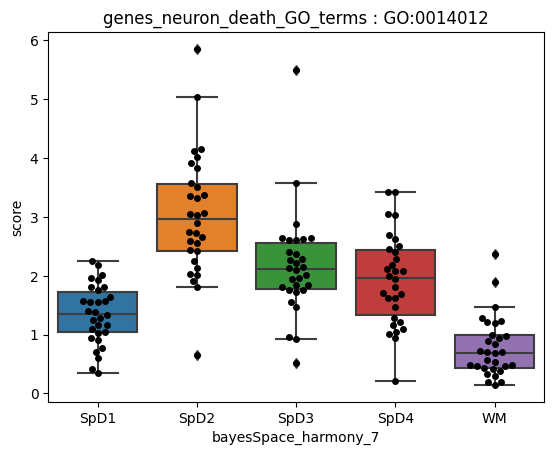 genes_neuron_death_GO_terms : GO:0014012
6
5
4
3
2
1
0
score
SpD1 SpD2 SpD3 SpD4 WM
bayesSpace_harmony_7